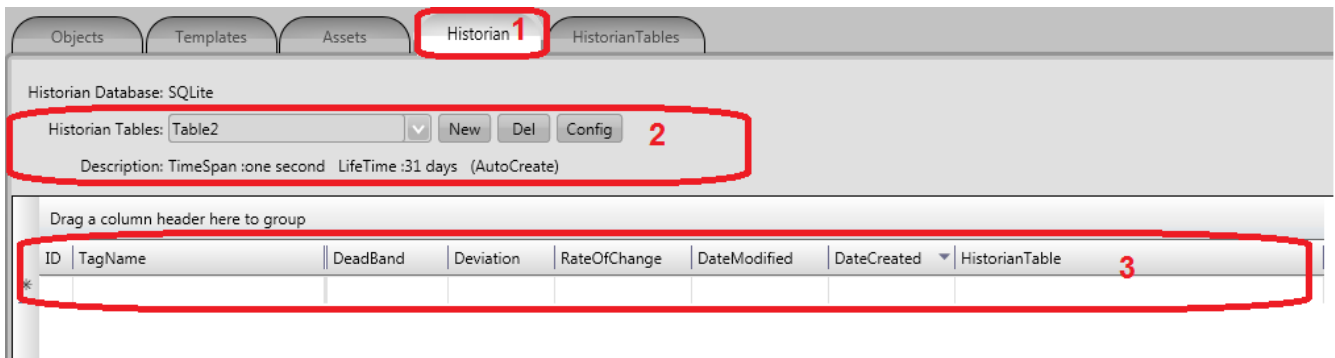 Objects Templates Assets Historian 1 HistorianTables
Historian Database: SQLite
Historian Tables: Table2 New Del Config 2
Description: TimeSpan :one second LifeTime :31 days (AutoCreate)
Drag a column header here to group
ID TagName DeadBand Deviation RateOfChange DateModified DateCreated HistorianTable 3
*